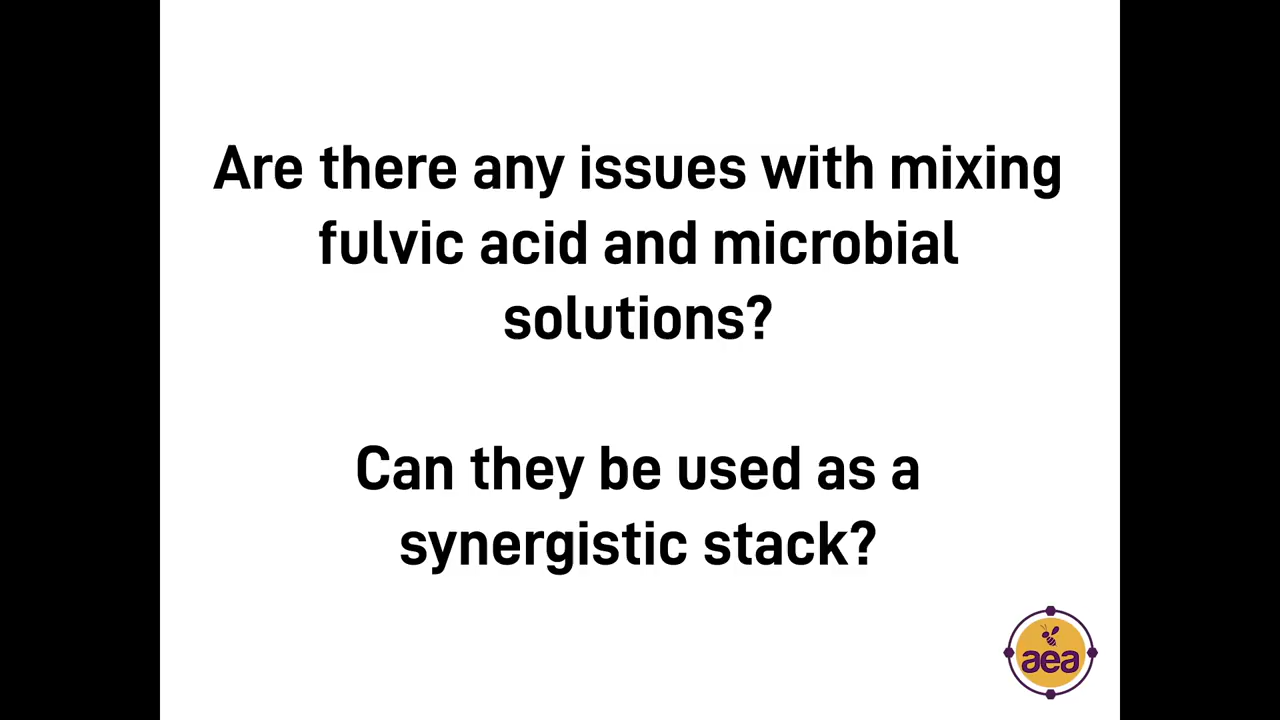 Are there any issues with mixing
fulvic acid and microbial
solutions?
Can they be used as a
synergistic stack?
aea